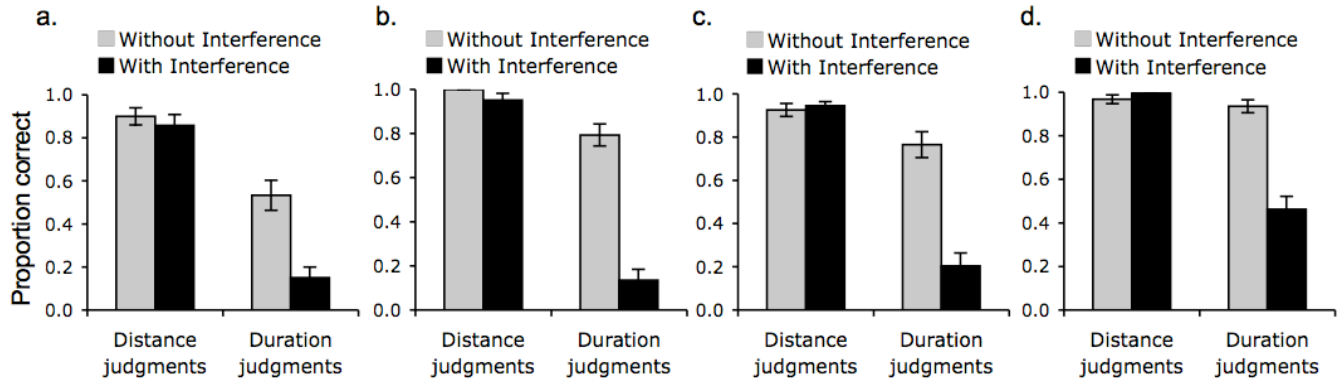 a.
Without Interference
With Interference
Proportion correct
1.0
0.8
0.6
0.4
0.2
0.0
Distance judgments
Duration judgments
b.
Without Interference
With Interference
1.0
0.8
0.6
0.4
0.2
0.0
Distance judgments
Duration judgments
c.
Without Interference
With Interference
1.0
0.8
0.6
0.4
0.2
0.0
Distance judgments
Duration judgments
d.
Without Interference
With Interference
1.0
0.8
0.6
0.4
0.2
0.0
Distance judgments
Duration judgments